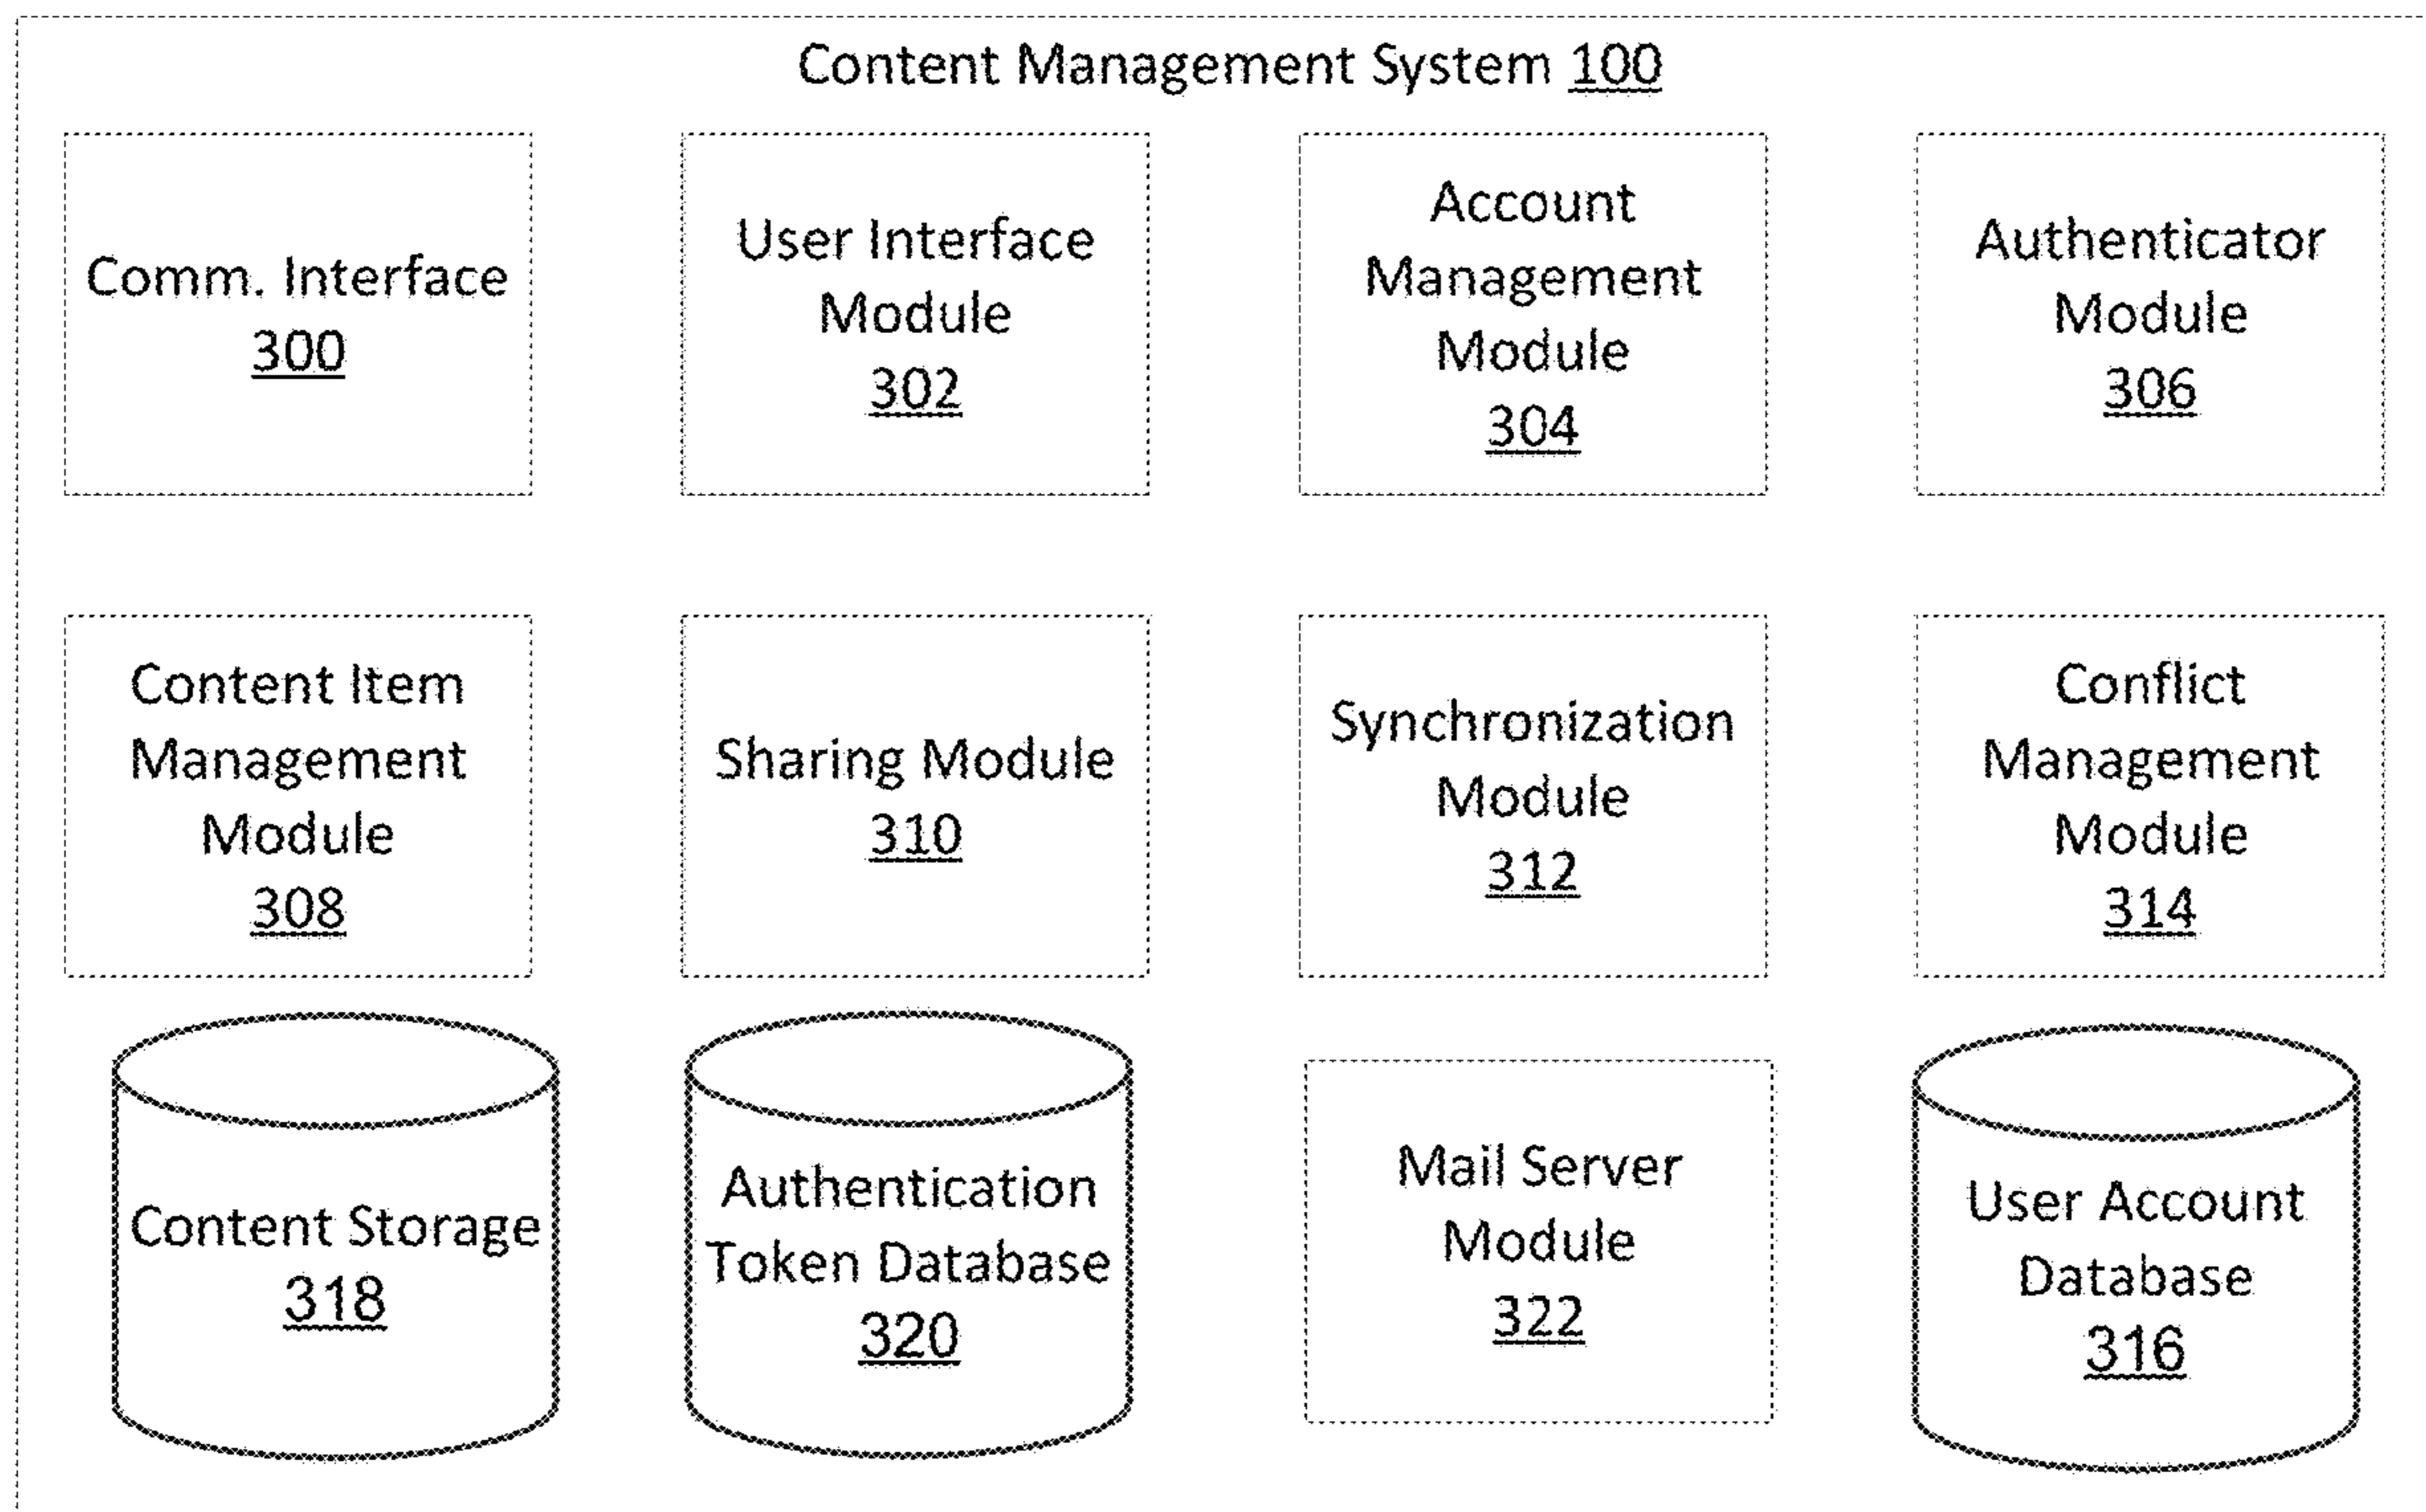 Content Management System 100
Comm. Interface
300
User Interface
Module
302
Account
Management
Module
304
Authenticator
Module
306
Content Item
Management
Module
308
Sharing Module
310
Synchronization
Module
312
Conflict
Management
Module
314
Content Storage
318
Authentication
Token Database
320
Mail Server
Module
322
User Account
Database
316